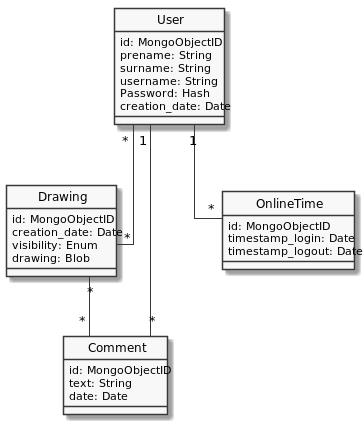 User
id: MongoObjectID
prename: String
surname: String
username: String
Password: Hash
creation_date: Date
* 1 1
Drawing
id: MongoObjectID
creation_date: Date
visibility: Enum
drawing: Blob
*
*
OnlineTime
id: MongoObjectID
timestamp_login: Date
timestamp_logout: Date
*
* *
Comment
id: MongoObjectID
text: String
date: Date